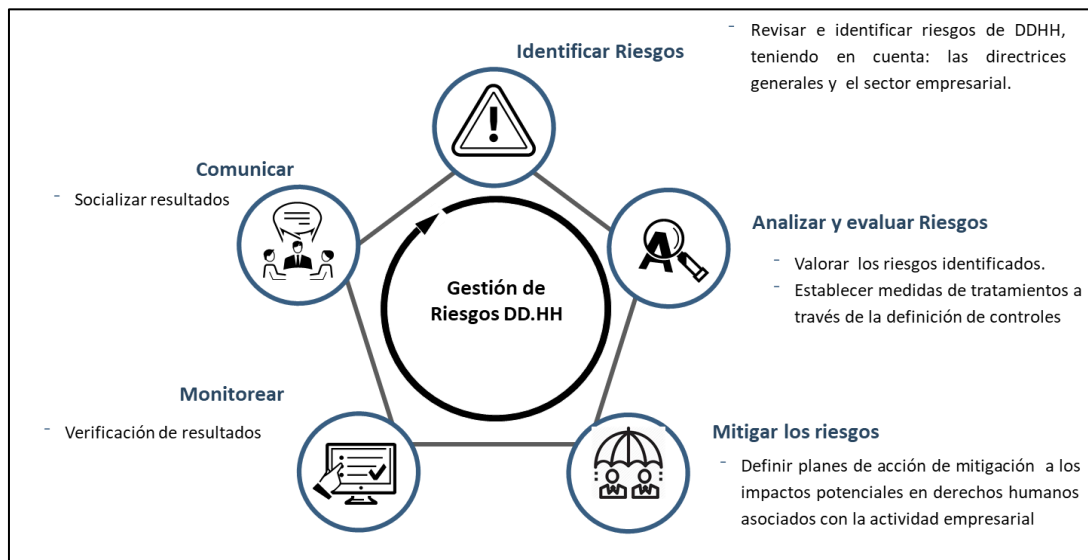 Identificar Riesgos
- Revisar e identificar riesgos de DDHH,
teniendo en cuenta: las directrices
generales y el sector empresarial.
Analizar y evaluar Riesgos
- Valorar los riesgos identificados.
- Establecer medidas de tratamientos a
través de la definición de controles
Mitigar los riesgos
- Definir planes de acción de mitigación a los
impactos potenciales en derechos humanos
asociados con la actividad empresarial
Monitorear
- Verificación de resultados
Comunicar
- Socializar resultados
Gestión de
Riesgos DD.HH
A